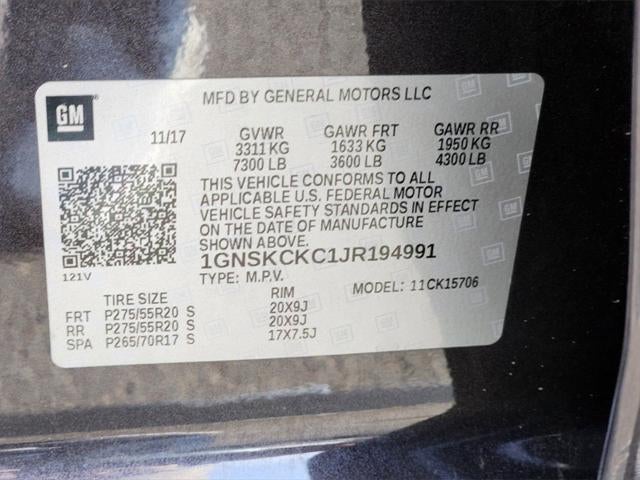 MFD BY GENERAL MOTORS LLC
GM
11/17 GVWR GAWR FRT GAWR RR
3311 KG 1633 KG 1950 KG
7300 LB 3600 LB 4300 LB
THIS VEHICLE CONFORMS TO ALL
APPLICABLE U.S. FEDERAL MOTOR
VEHICLE SAFETY STANDARDS IN EFFECT
ON THE DATE OF MANUFACTURE
SHOWN ABOVE.
1GNSKCKC1JR194991
121V
TYPE: M.P.V. MODEL: 11CK15706
TIRE SIZE RIM
FRT P275/55R20 S 20X9J
RR P275/55R20 S 20X9J
SPA P265/70R17 S 17X7.5J